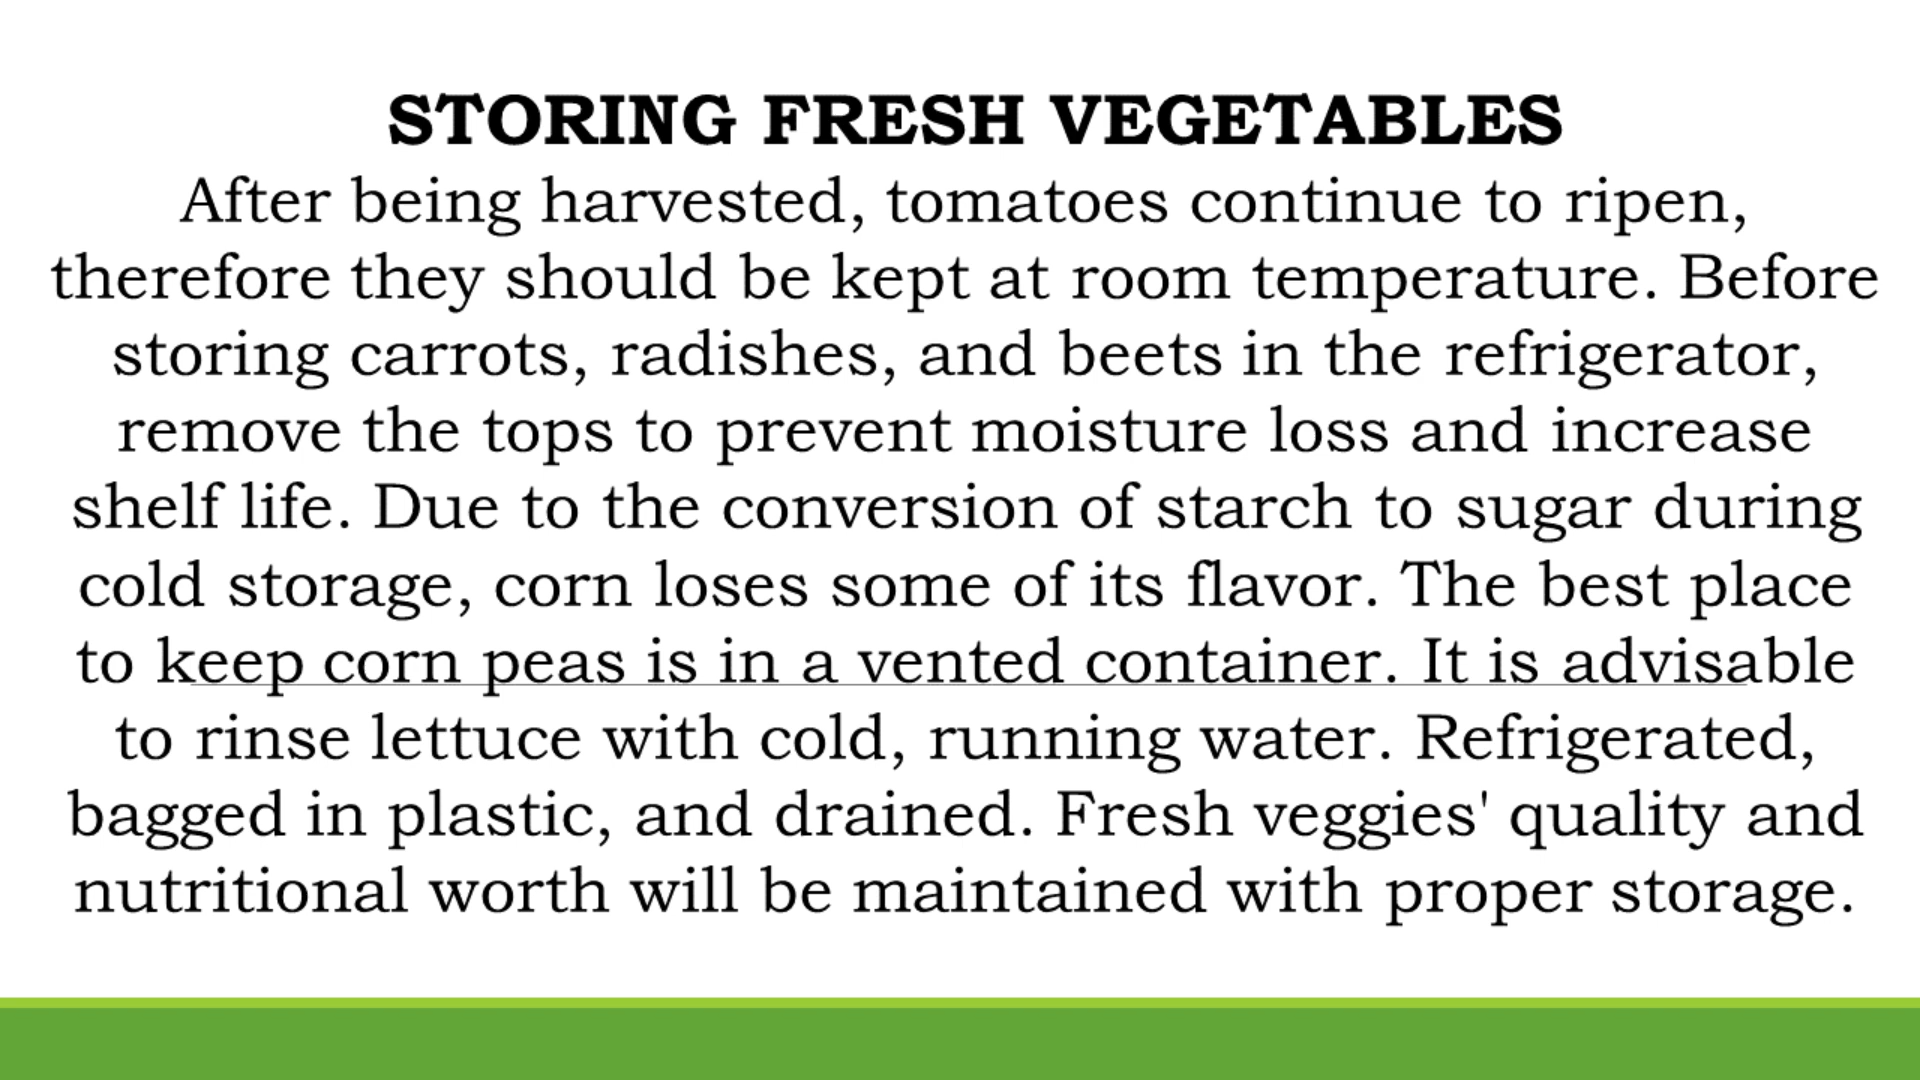 STORING FRESH VEGETABLES
After being harvested, tomatoes continue to ripen,
therefore they should be kept at room temperature. Before
storing carrots, radishes, and beets in the refrigerator,
remove the tops to prevent moisture loss and increase
shelf life. Due to the conversion of starch to sugar during
cold storage, corn loses some of its flavor. The best place
to keep corn peas is in a vented container. It is advisable
to rinse lettuce with cold, running water. Refrigerated,
bagged in plastic, and drained. Fresh veggies' quality and
nutritional worth will be maintained with proper storage.